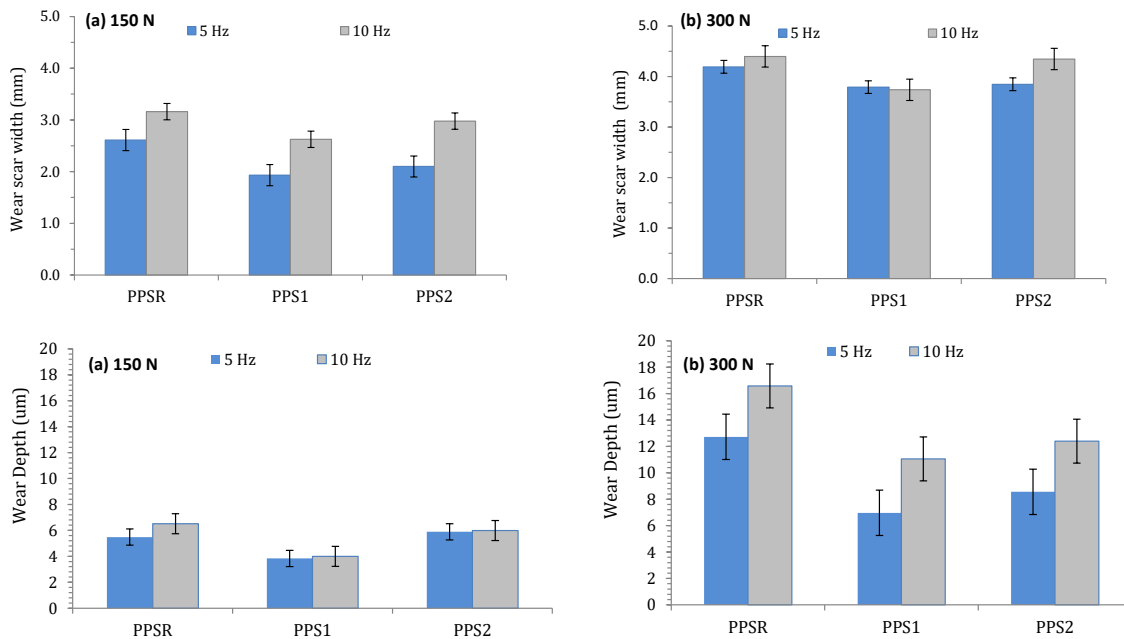 (a) 150 N
5 Hz
10 Hz
Wear scar width (mm)
6.0
5.0
4.0
3.0
2.0
1.0
0.0
PPSR
PPS1
PPS2
(b) 300 N
5 Hz
10 Hz
Wear scar width (mm)
5.0
4.0
3.0
2.0
1.0
0.0
PPSR
PPS1
PPS2
(a) 150 N
5 Hz
10 Hz
Wear Depth (um)
20
18
16
14
12
10
8
6
4
2
0
PPSR
PPS1
PPS2
(b) 300 N
5 Hz
10 Hz
Wear Depth (um)
20
18
16
14
12
10
8
6
4
2
0
PPSR
PPS1
PPS2